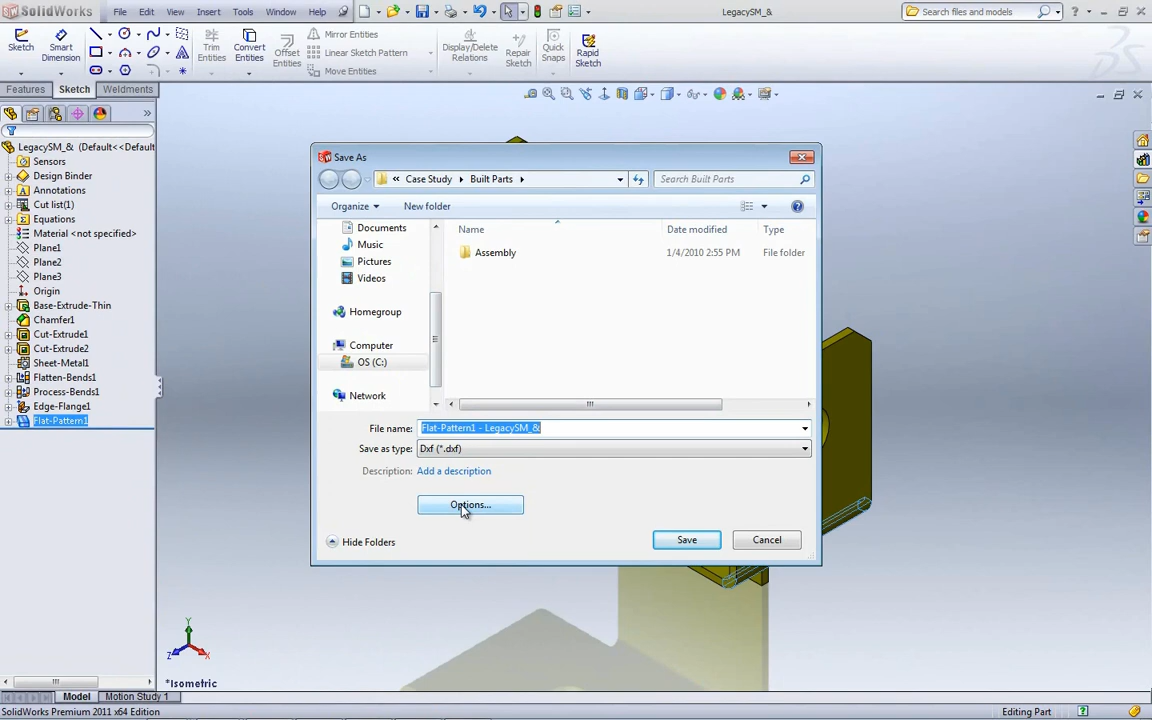 SolidWorks File Edit View Insert Tools Window Help LegacySM_& Search files and models ?
Sketch Smart Dimension Trim Entities Convert Entities Offset Entities Mirror Entities Linear Sketch Pattern Move Entities Display/Delete Relations Repair Sketch Quick Snaps Rapid Sketch
Features Sketch Weldments
LegacySM_& (Default<<Default
Sensors
Design Binder
Annotations
Cut list(1)
Equations
Material <not specified>
Plane1
Plane2
Plane3
Origin
Base-Extrude-Thin
Chamfer1
Cut-Extrude1
Cut-Extrude2
Sheet-Metal1
Flatten-Bends1
Process-Bends1
Edge-Flange1
Flat-Pattern1
Save As
« Case Study Built Parts Search Built Parts
Organize New folder
Documents
Music
Pictures
Videos
Homegroup
Computer
OS (C:)
Network
Name Date modified Type
Assembly 1/4/2010 2:55 PM File folder
File name: Flat-Pattern1 - LegacySM_&
Save as type: Dxf (*.dxf)
Description: Add a description
Options...
Hide Folders Save Cancel
Y
Z X
*Isometric
Model Motion Study 1
SolidWorks Premium 2011 x64 Edition Editing Part